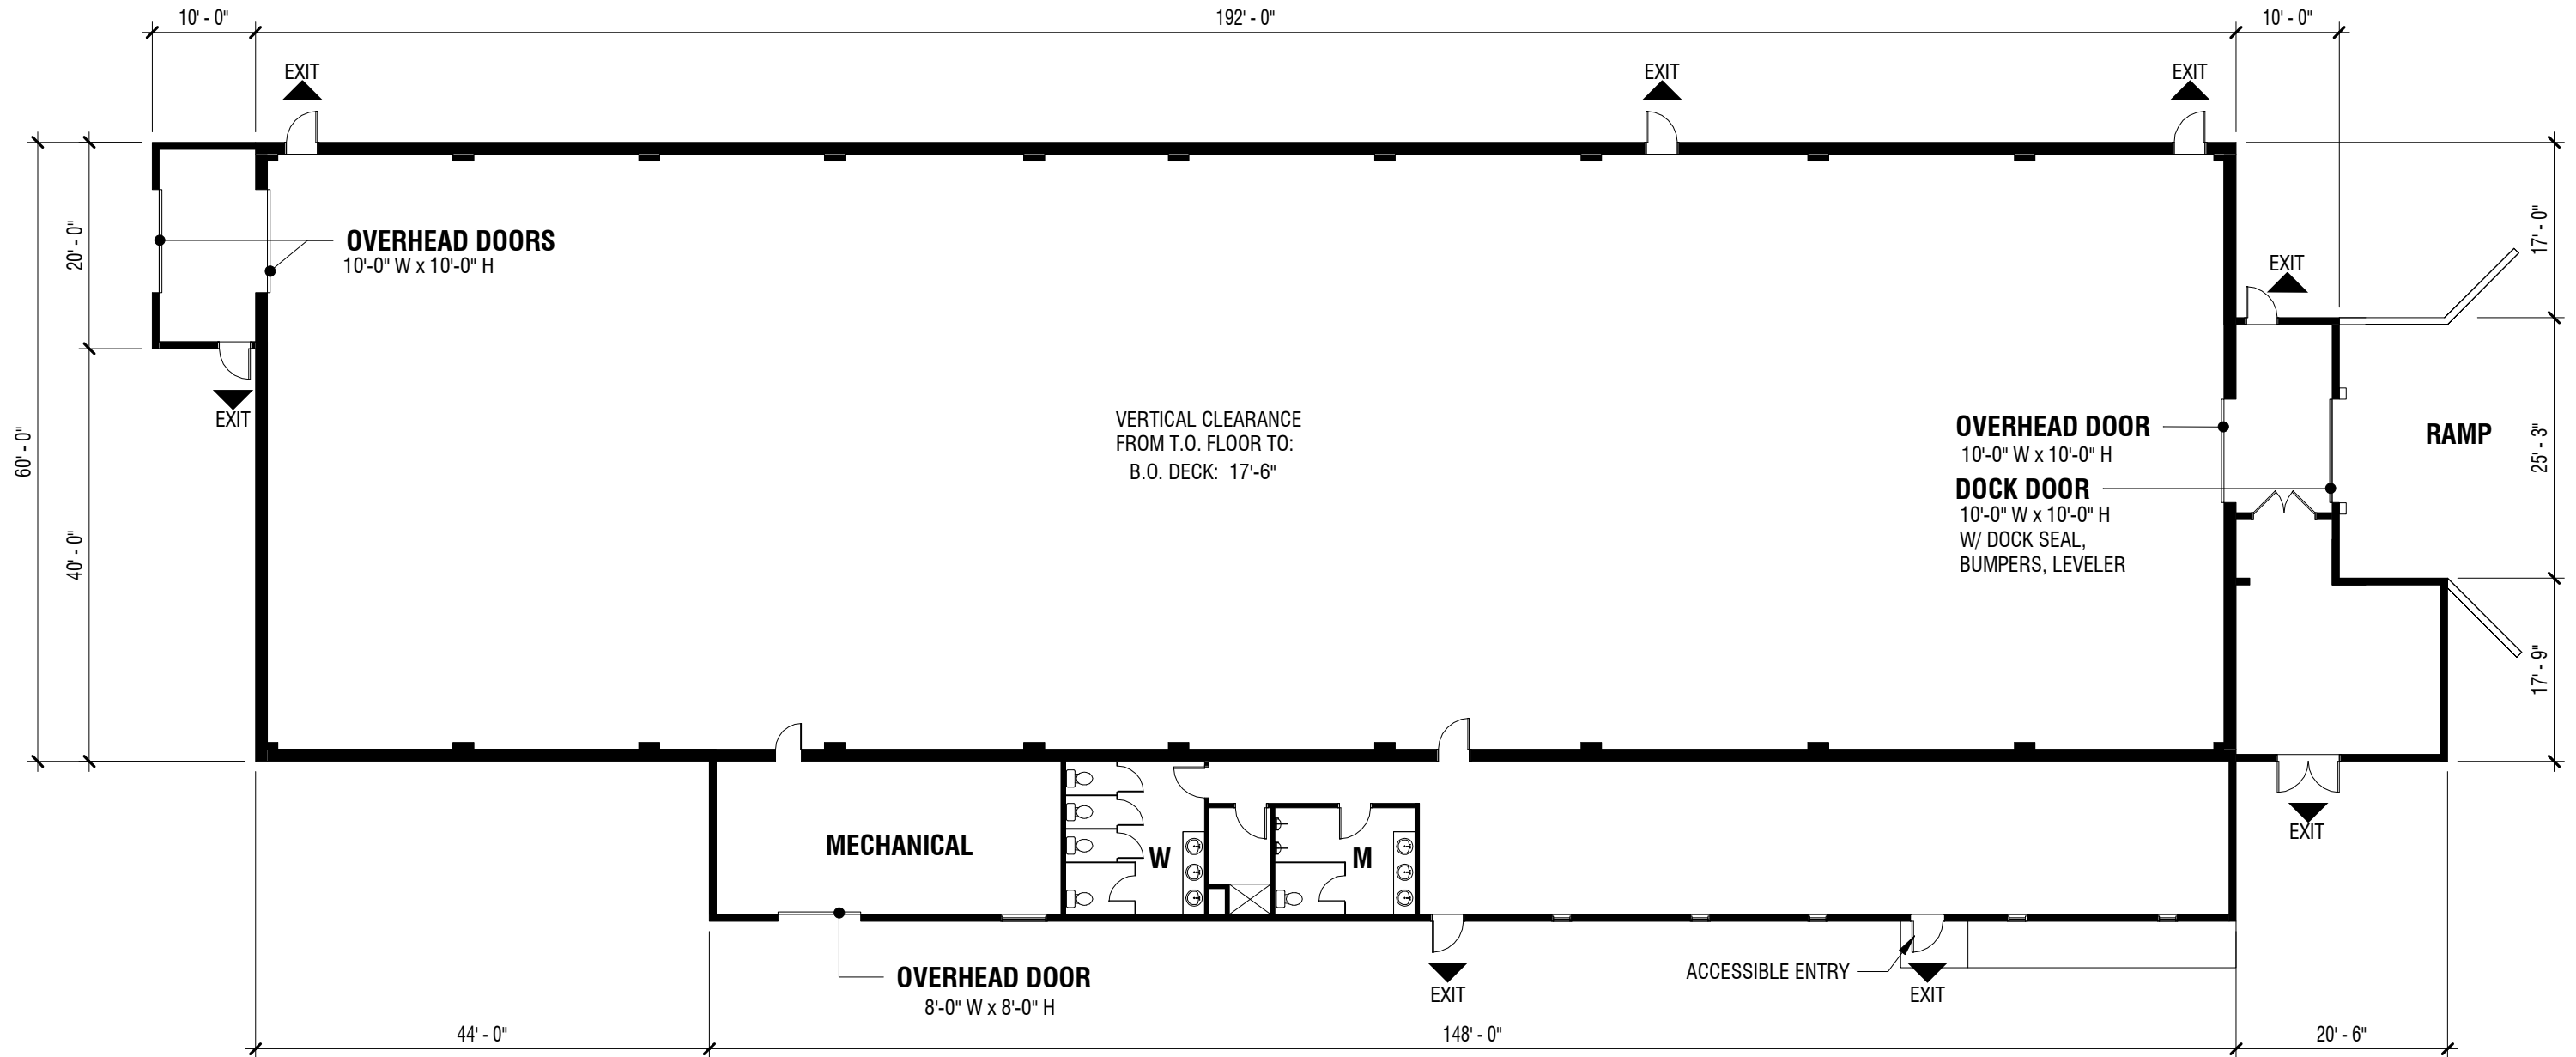 10' - 0"
192' - 0"
10' - 0"
EXIT
EXIT
EXIT
60' - 0"
20' - 0"
40' - 0"
OVERHEAD DOORS
10'-0" W x 10'-0" H
EXIT
VERTICAL CLEARANCE
FROM T.O. FLOOR TO:
B.O. DECK: 17'-6"
EXIT
OVERHEAD DOOR
10'-0" W x 10'-0" H
DOCK DOOR
10'-0" W x 10'-0" H
W/ DOCK SEAL,
BUMPERS, LEVELER
RAMP
17' - 0"
25' - 3"
17' - 9"
MECHANICAL
W
M
EXIT
OVERHEAD DOOR
8'-0" W x 8'-0" H
EXIT
ACCESSIBLE ENTRY
EXIT
44' - 0"
148' - 0"
20' - 6"